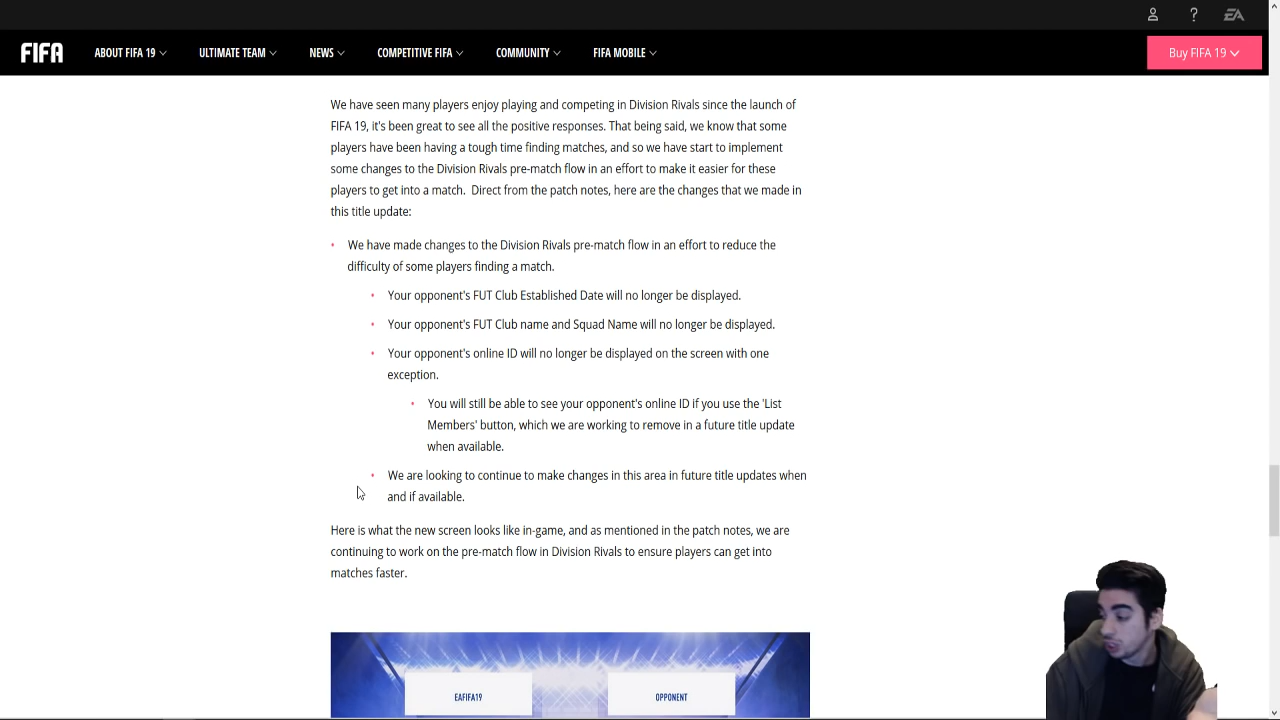 EA
FIFA ABOUT FIFA 19 ULTIMATE TEAM NEWS COMPETITIVE FIFA COMMUNITY FIFA MOBILE Buy FIFA 19
We have seen many players enjoy playing and competing in Division Rivals since the launch of
FIFA 19, it's been great to see all the positive responses. That being said, we know that some
players have been having a tough time finding matches, and so we have start to implement
some changes to the Division Rivals pre-match flow in an effort to make it easier for these
players to get into a match. Direct from the patch notes, here are the changes that we made in
this title update:
• We have made changes to the Division Rivals pre-match flow in an effort to reduce the
difficulty of some players finding a match.
• Your opponent's FUT Club Established Date will no longer be displayed.
• Your opponent's FUT Club name and Squad Name will no longer be displayed.
• Your opponent's online ID will no longer be displayed on the screen with one
exception.
• You will still be able to see your opponent's online ID if you use the 'List
Members' button, which we are working to remove in a future title update
when available.
• We are looking to continue to make changes in this area in future title updates when
and if available.
Here is what the new screen looks like in-game, and as mentioned in the patch notes, we are
continuing to work on the pre-match flow in Division Rivals to ensure players can get into
matches faster.
EAFIFA19 OPPONENT